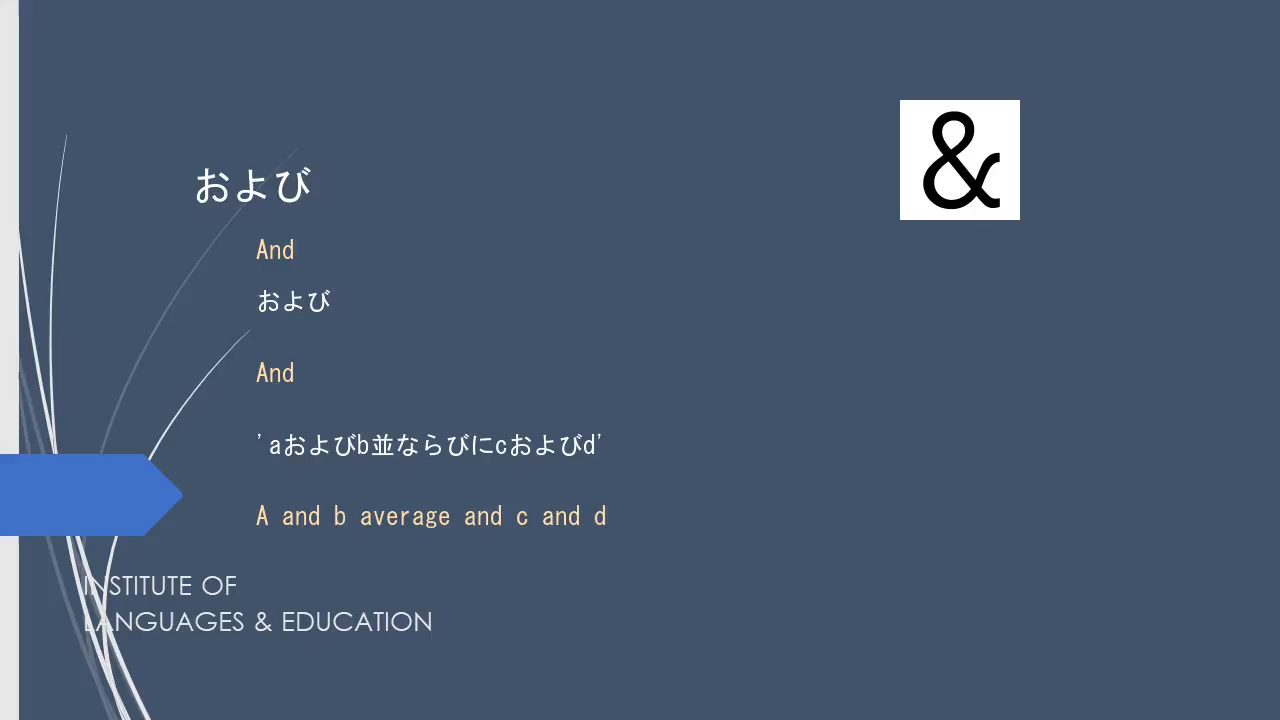 および
&
And
および
And
'aおよびb並ならびにcおよびd'
A and b average and c and d
INSTITUTE OF
LANGUAGES & EDUCATION